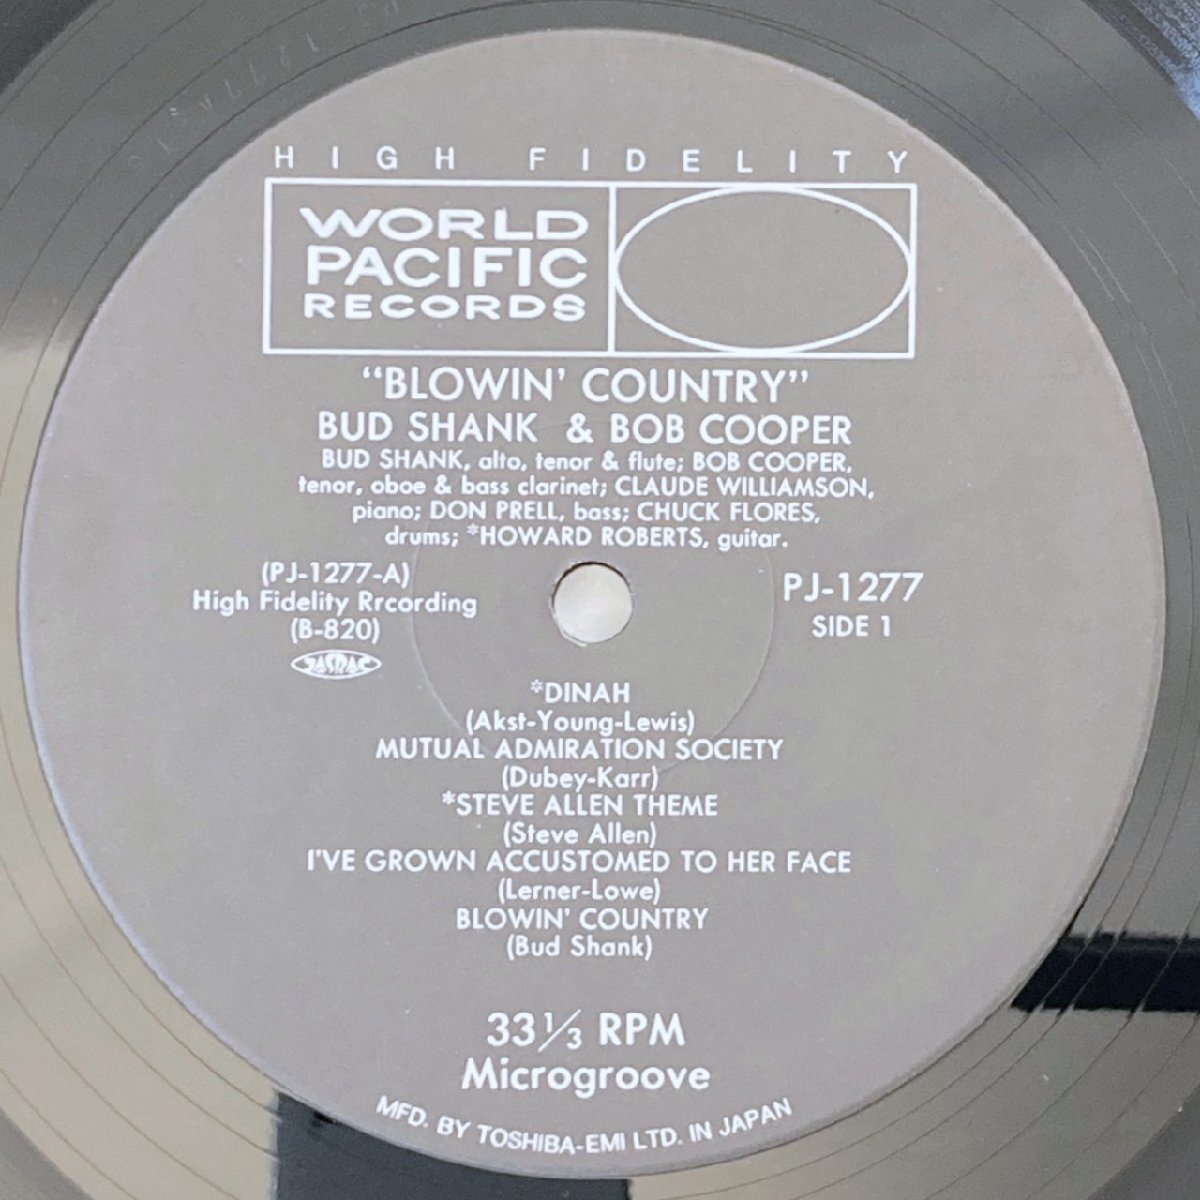 HIGH FIDELITY
WORLD
PACIFIC
RECORDS
"BLOWIN' COUNTRY"
BUD SHANK & BOB COOPER
BUD SHANK, alto, tenor & flute; BOB COOPER,
tenor, oboe & bass clarinet; CLAUDE WILLIAMSON,
piano; DON PRELL, bass; CHUCK FLORES,
drums; *HOWARD ROBERTS, guitar.
(PJ-1277-A)
High Fidelity Rrcording
(B-820)
JASRAC
PJ-1277
SIDE 1
*DINAH
(Akst-Young-Lewis)
MUTUAL ADMIRATION SOCIETY
(Dubey-Karr)
*STEVE ALLEN THEME
(Steve Allen)
I'VE GROWN ACCUSTOMED TO HER FACE
(Lerner-Lowe)
BLOWIN' COUNTRY
(Bud Shank)
33 1/3 RPM
Microgroove
MFD. BY TOSHIBA-EMI LTD. IN JAPAN